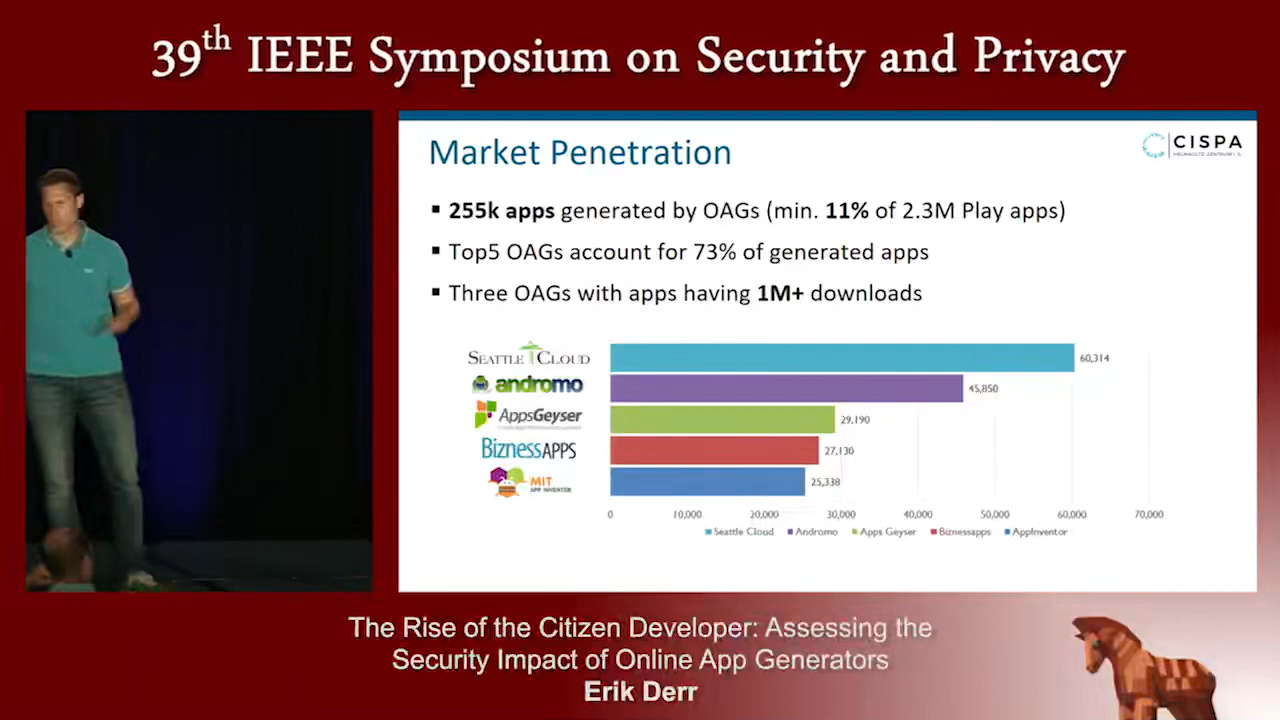 39th IEEE Symposium on Security and Privacy
Market Penetration
CISPA
▪ 255k apps generated by OAGs (min. 11% of 2.3M Play apps)
▪ Top5 OAGs account for 73% of generated apps
▪ Three OAGs with apps having 1M+ downloads
SEATTLE CLOUD
60,314
andromo
45,850
AppsGeyser
29,190
BIZNESSAPPS
27,130
MIT
APP INVENTOR
25,338
0 10,000 20,000 30,000 40,000 50,000 60,000 70,000
Seattle Cloud Andromo Apps Geyser Biznessapps AppInventor
The Rise of the Citizen Developer: Assessing the
Security Impact of Online App Generators
Erik Derr